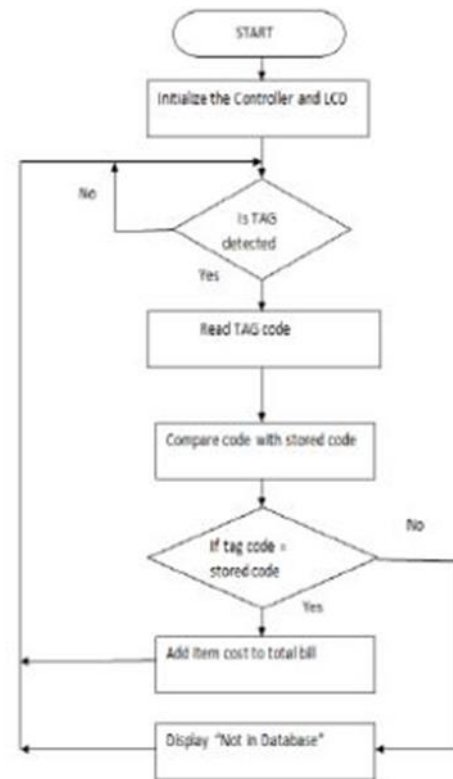 START
Initialize the Controller and LCD
No
Is TAG
detected
Yes
Read TAG code
Compare code with stored code
No
If tag code =
stored code
Yes
Add item cost to total bill
Display "Not in Database"